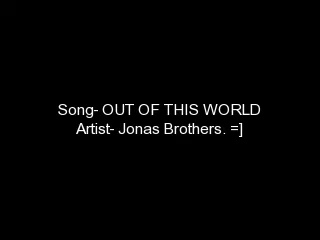 Song- OUT OF THIS WORLD
Artist- Jonas Brothers. =]